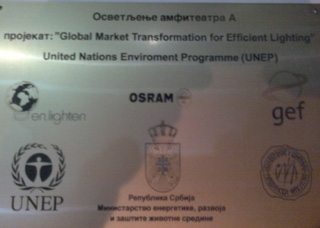 Осветљење амфитеатра А
пројекат: "Global Market Transformation for Efficient Lighting"
United Nations Enviroment Programme (UNEP)
en.lighten
OSRAM
gef
UNEP
Република Србија
Министарство енергетике, развоја
и заштите животне средине